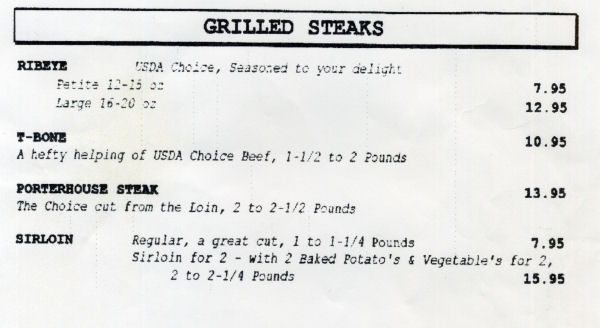 GRILLED STEAKS
RIBEYE USDA Choice, Seasoned to your delight
Petite 12-15 oz 7.95
Large 16-20 oz 12.95
T-BONE 10.95
A hefty helping of USDA Choice Beef, 1-1/2 to 2 Pounds
PORTERHOUSE STEAK 13.95
The Choice cut from the Loin, 2 to 2-1/2 Pounds
SIRLOIN Regular, a great cut, 1 to 1-1/4 Pounds 7.95
Sirloin for 2 - with 2 Baked Potato's & Vegetable's for 2,
2 to 2-1/4 Pounds 15.95